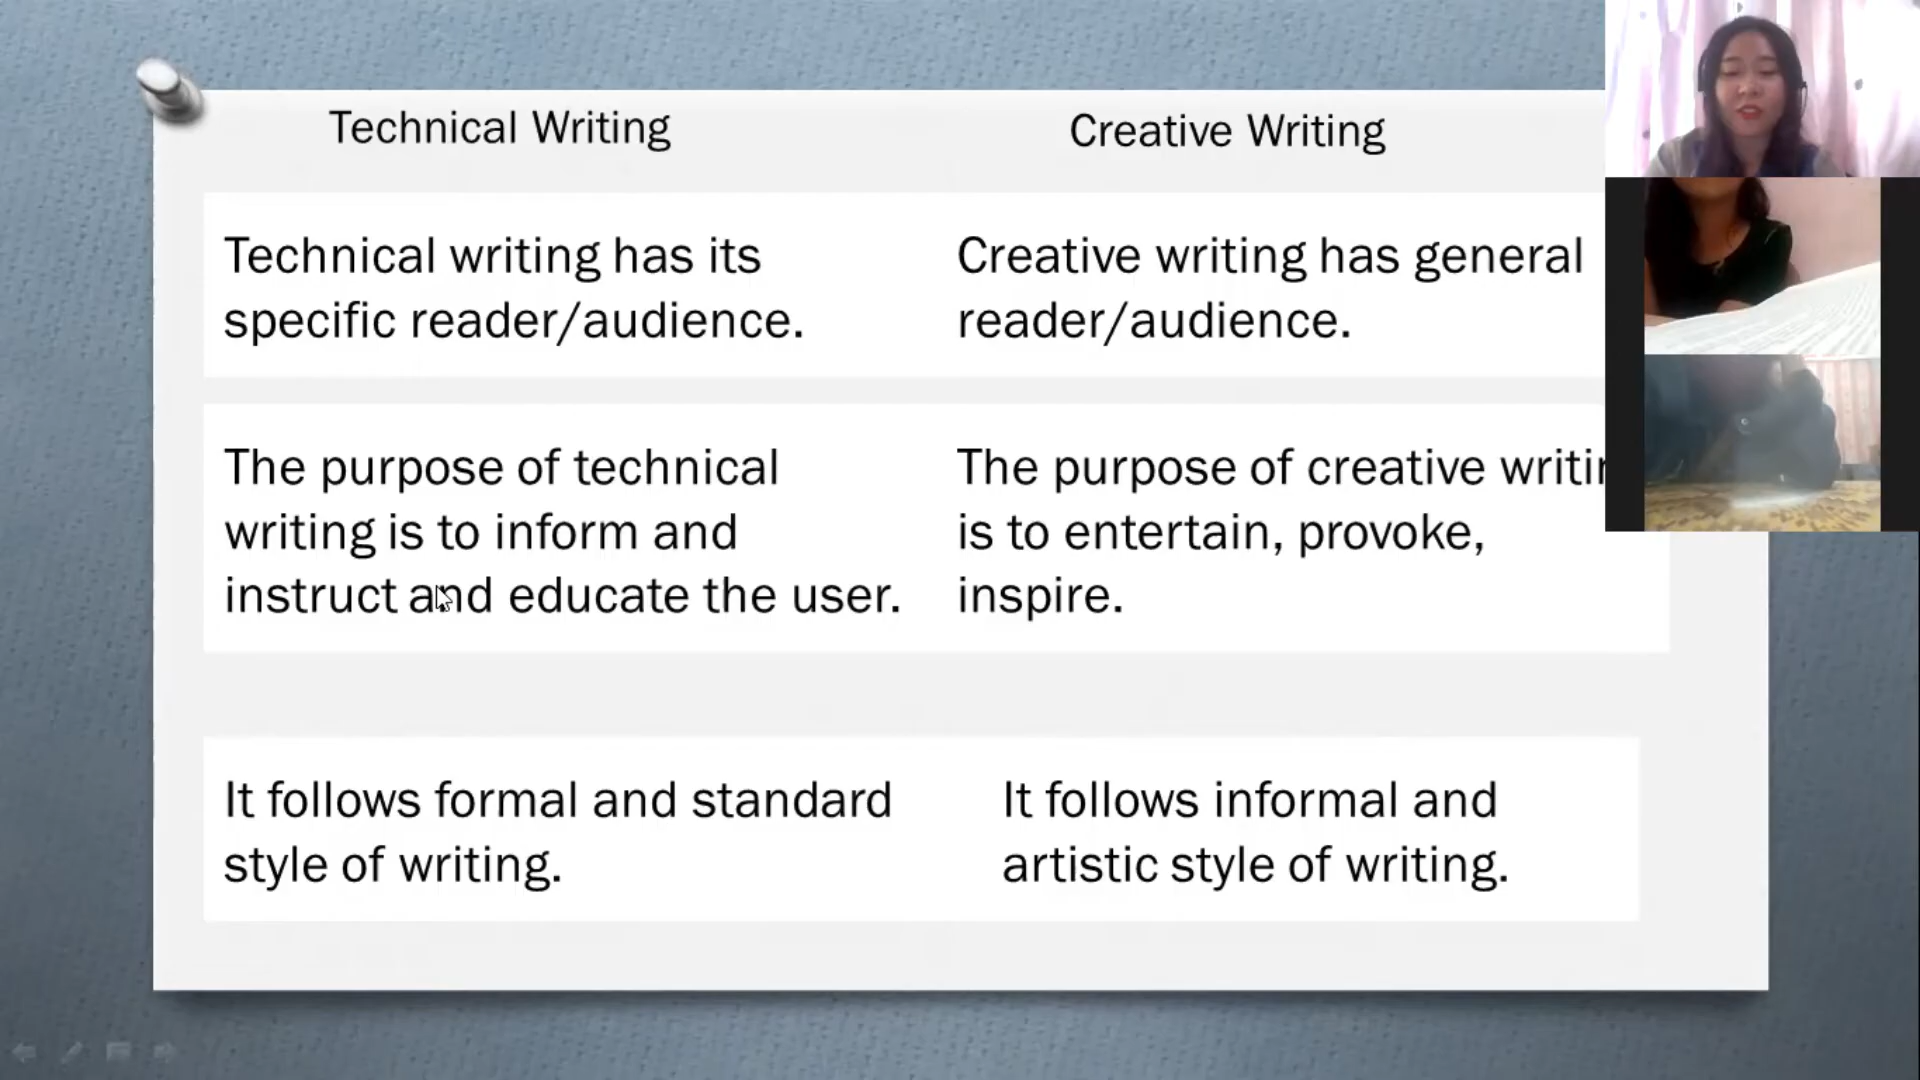 Technical Writing
Creative Writing
Technical writing has its
specific reader/audience.
Creative writing has general
reader/audience.
The purpose of technical
writing is to inform and
instruct and educate the user.
The purpose of creative
is to entertain, provoke,
inspire.
It follows formal and standard
style of writing.
It follows informal and
artistic style of writing.